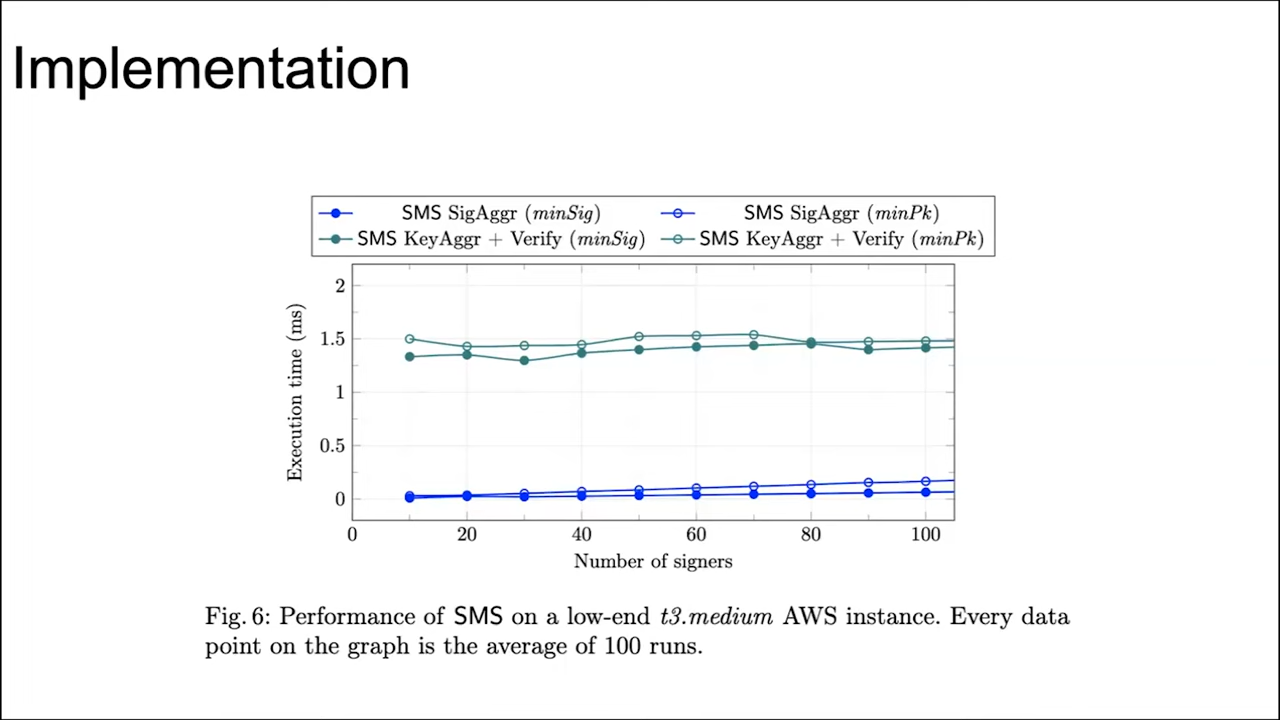 Implementation
SMS SigAggr (minSig) SMS SigAggr (minPk)
SMS KeyAggr + Verify (minSig) SMS KeyAggr + Verify (minPk)
2
1.5
1
0.5
0
Execution time (ms)
0 20 40 60 80 100
Number of signers
Fig. 6: Performance of SMS on a low-end t3.medium AWS instance. Every data
point on the graph is the average of 100 runs.